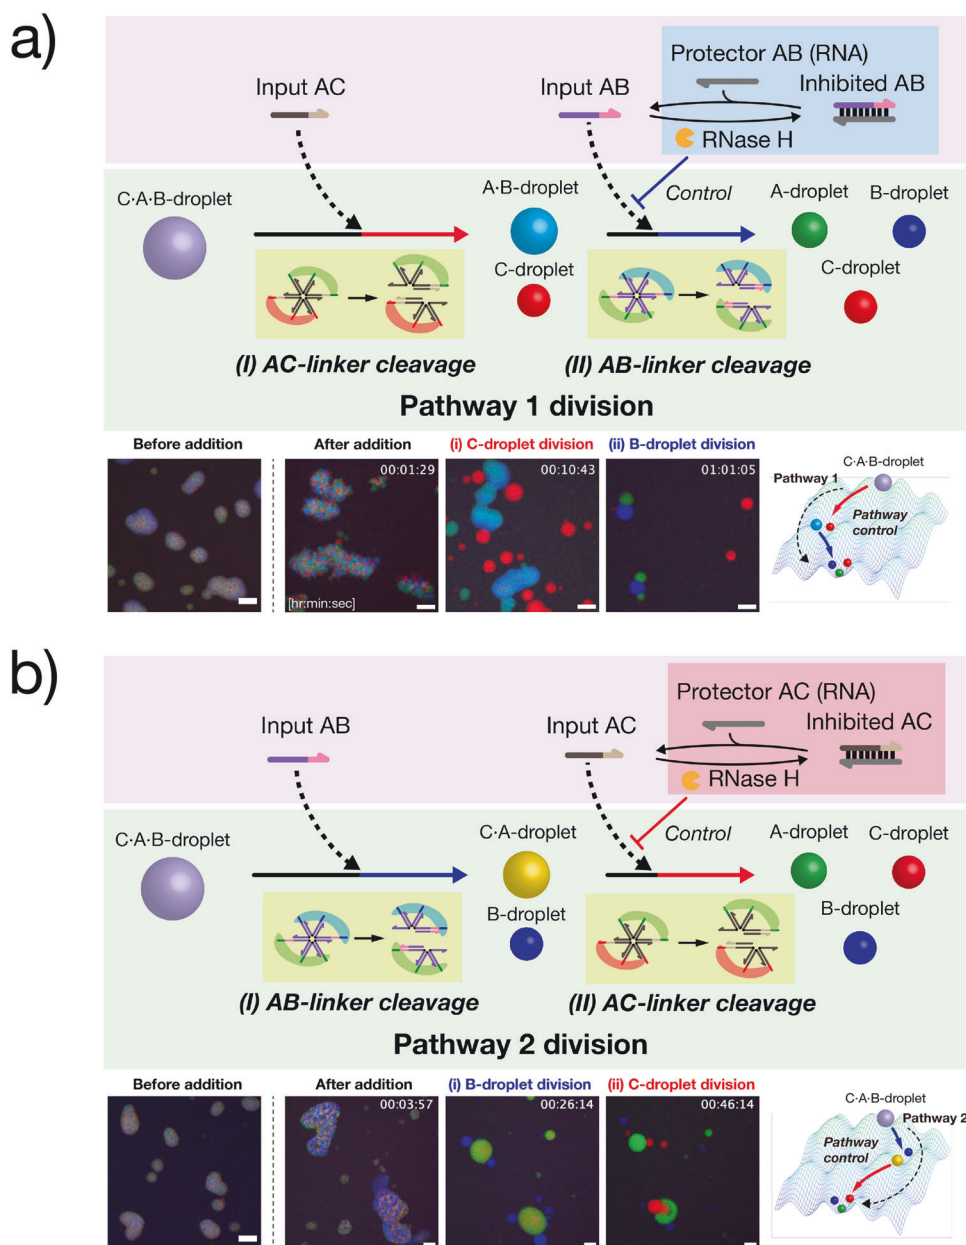 a)
Protector AB (RNA)
Input AC
Input AB
Inhibited AB
RNase H
C·A·B-droplet
A·B-droplet
Control
A-droplet
B-droplet
C-droplet
C-droplet
(I) AC-linker cleavage
(II) AB-linker cleavage
Pathway 1 division
Before addition
After addition
(i) C-droplet division
(ii) B-droplet division
00:01:29
[hr:min:sec]
00:10:43
01:01:05
C·A·B-droplet
Pathway 1
Pathway
control
b)
Protector AC (RNA)
Input AB
Input AC
Inhibited AC
RNase H
C·A·B-droplet
C·A-droplet
Control
A-droplet
C-droplet
B-droplet
B-droplet
(I) AB-linker cleavage
(II) AC-linker cleavage
Pathway 2 division
Before addition
After addition
(i) B-droplet division
(ii) C-droplet division
00:03:57
00:26:14
00:46:14
C·A·B-droplet
Pathway 2
Pathway
control